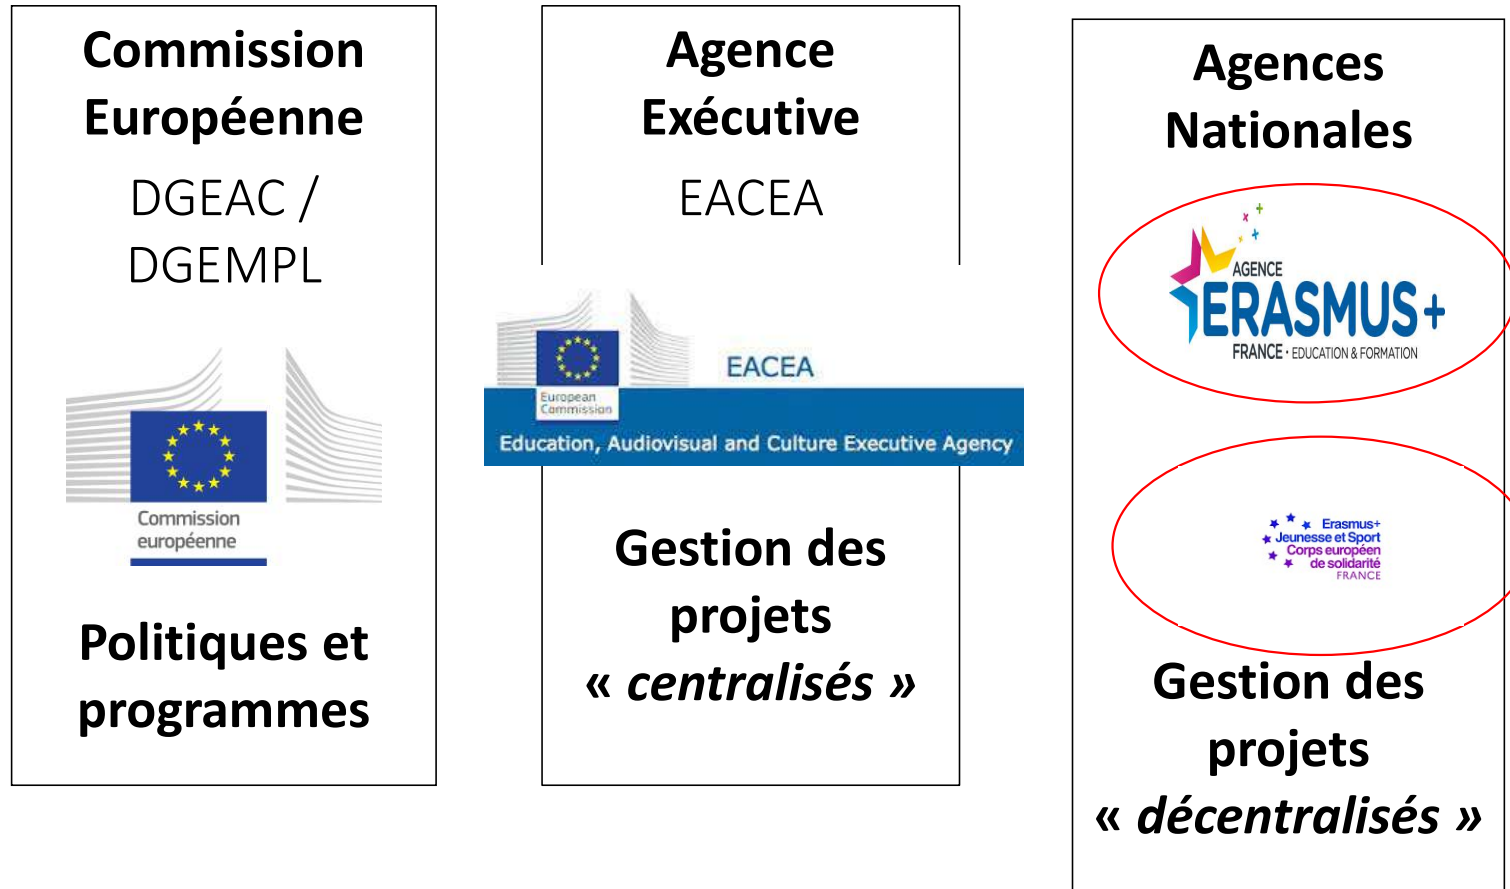 Commission
Européenne
DGEAC /
DGEMPL
Commission
européenne
Politiques et
programmes
Agence
Exécutive
EACEA
EACEA
European
Commission
Education, Audiovisual and Culture Executive Agency
Gestion des
projets
« centralisés »
Agences
Nationales
AGENCE
ERASMUS+
FRANCE • EDUCATION & FORMATION
Erasmus+
Jeunesse et Sport
Corps européen
de solidarité
FRANCE
Gestion des
projets
« décentralisés »